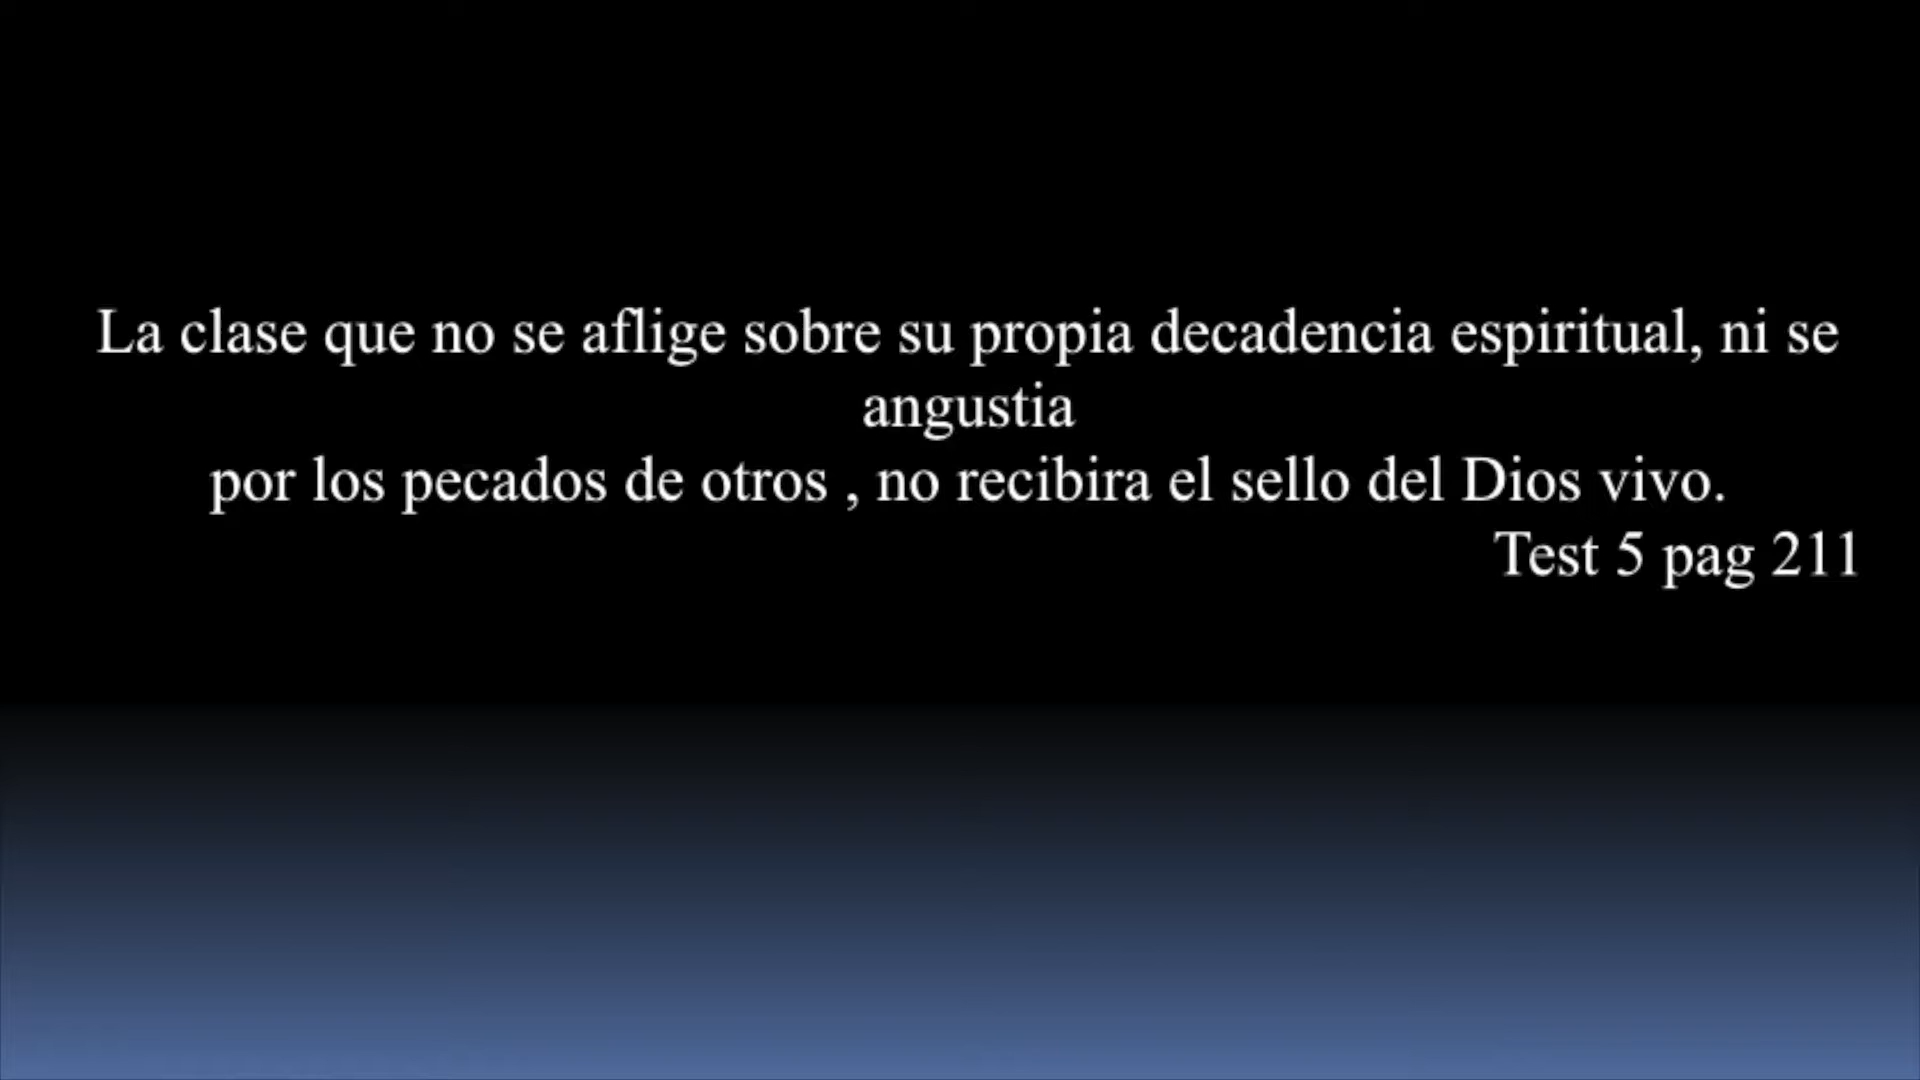 La clase que no se aflige sobre su propia decadencia espiritual, ni se
angustia
por los pecados de otros , no recibira el sello del Dios vivo.
Test 5 pag 211